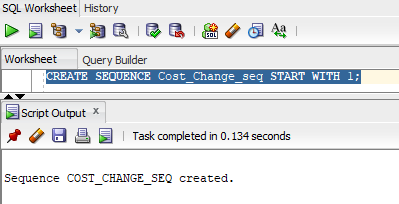 SQL Worksheet History
Worksheet Query Builder
CREATE SEQUENCE Cost_Change_seq START WITH 1;
Script Output x
Task completed in 0.134 seconds
Sequence COST_CHANGE_SEQ created.